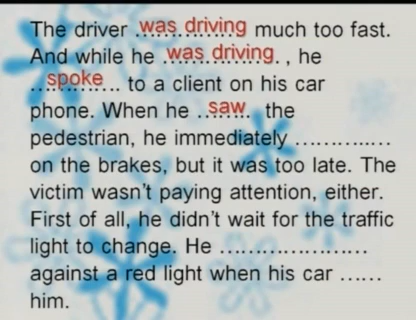 The driver .was driving much too fast.
And while he .was driving. , he
...spoke... to a client on his car
phone. When he ..saw.. the
pedestrian, he immediately .............
on the brakes, but it was too late. The
victim wasn't paying attention, either.
First of all, he didn't wait for the traffic
light to change. He ......................
against a red light when his car ......
him.